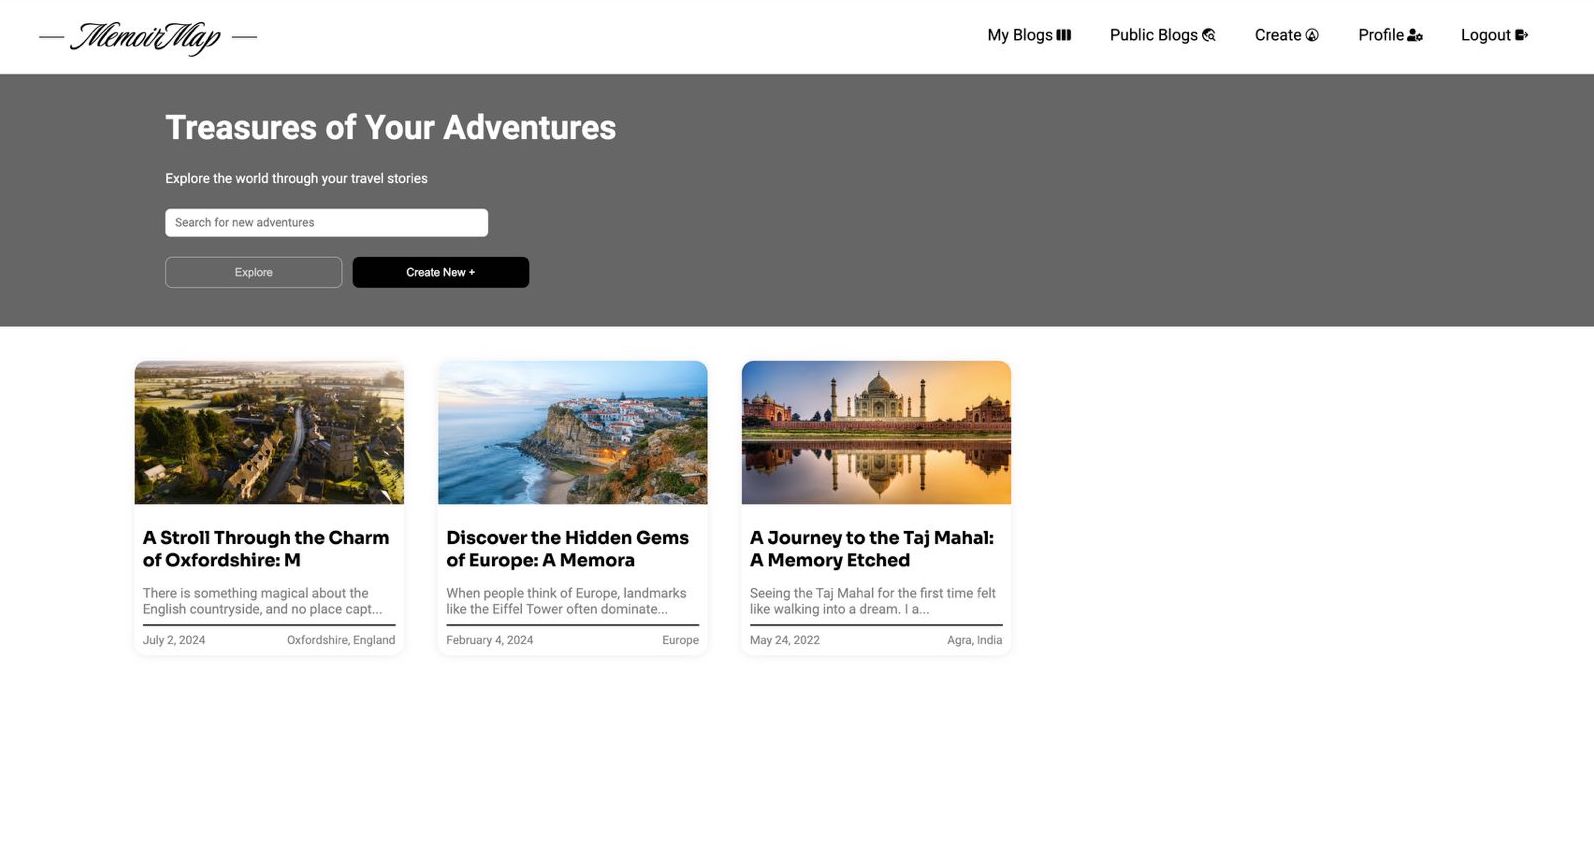 MemoirMap
My Blogs
Public Blogs
Create
Profile
Logout
Treasures of Your Adventures
Explore the world through your travel stories
Search for new adventures
Explore
Create New +
A Stroll Through the Charm
of Oxfordshire: M
There is something magical about the
English countryside, and no place capt...
July 2, 2024
Oxfordshire, England
Discover the Hidden Gems
of Europe: A Memora
When people think of Europe, landmarks
like the Eiffel Tower often dominate...
February 4, 2024
Europe
A Journey to the Taj Mahal:
A Memory Etched
Seeing the Taj Mahal for the first time felt
like walking into a dream. I a...
May 24, 2022
Agra, India